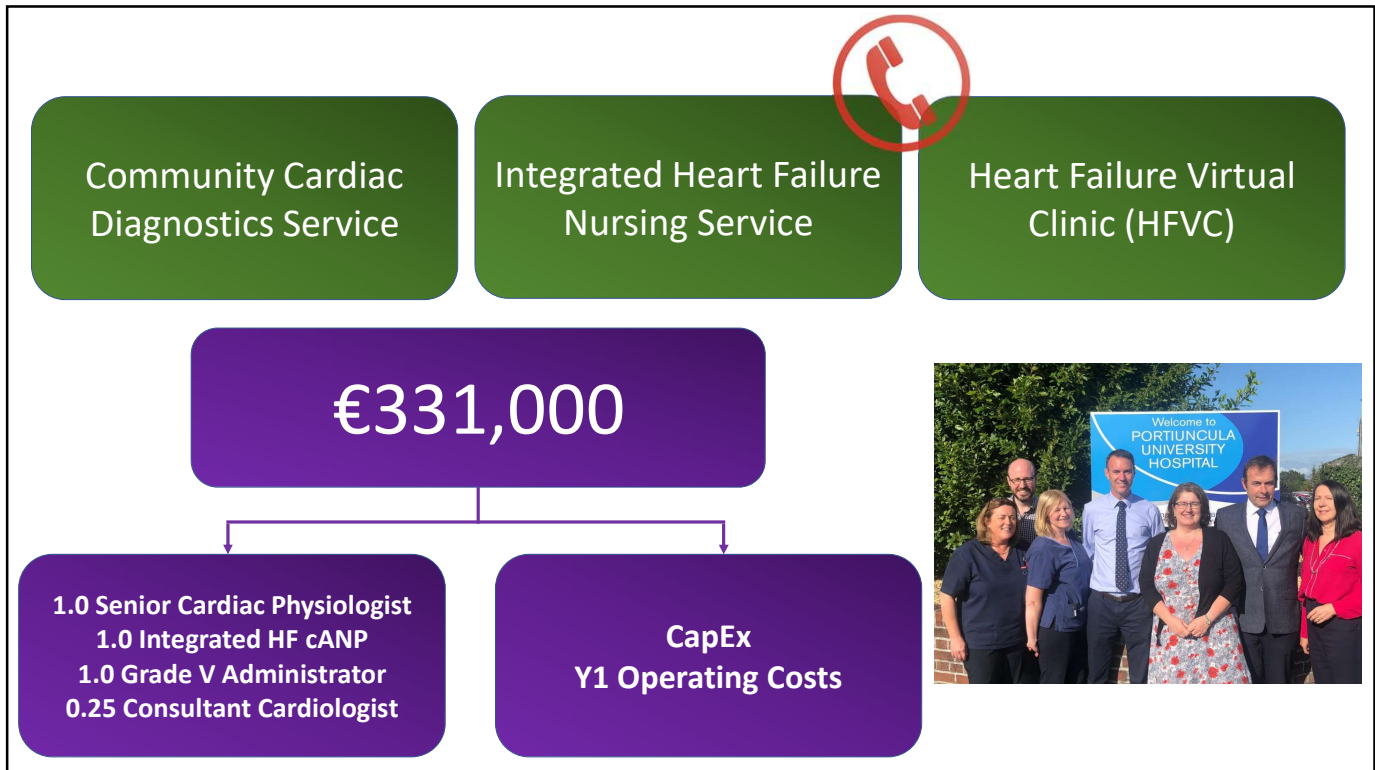 Community Cardiac
Diagnostics Service
Integrated Heart Failure
Nursing Service
Heart Failure Virtual
Clinic (HFVC)
€331,000
1.0 Senior Cardiac Physiologist
1.0 Integrated HF cANP
1.0 Grade V Administrator
0.25 Consultant Cardiologist
CapEx
Y1 Operating Costs
Welcome to
PORTIUNCULA
UNIVERSITY
HOSPITAL